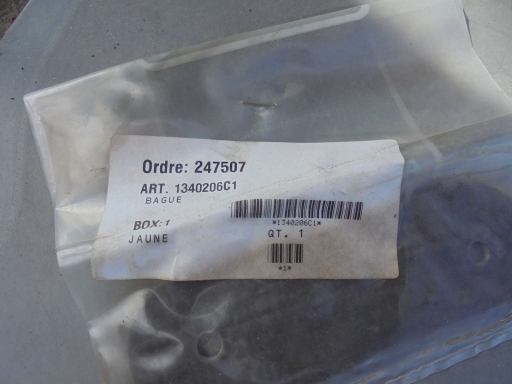 Ordre: 247507
ART. 1340206C1
BAGUE
BOX: 1
*1340206C1*
JAUNE
QT. 1
*1*